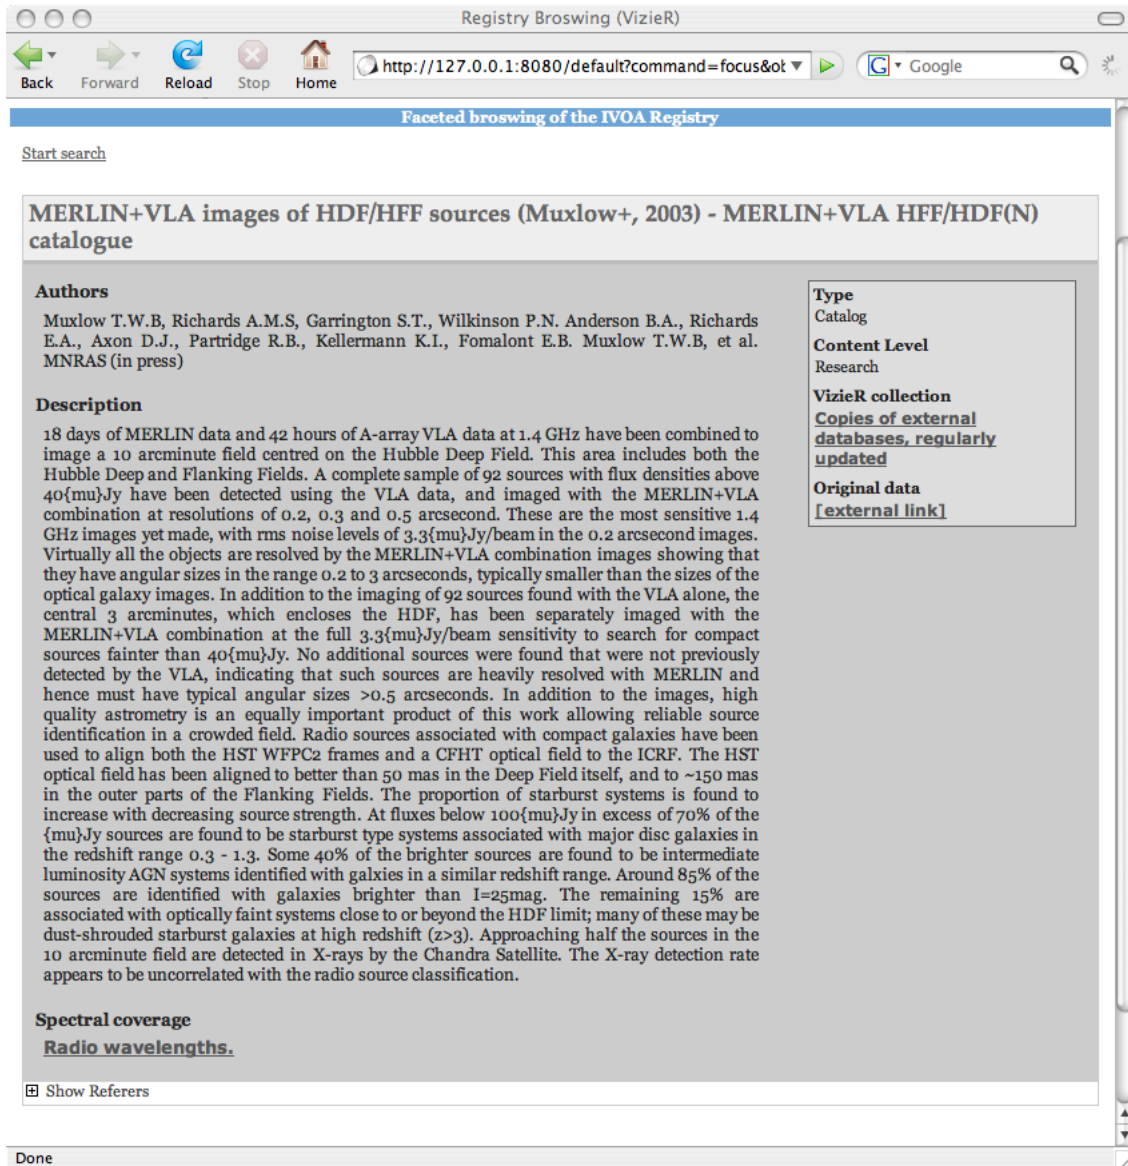 Registry Broswing (VizieR)
Back Forward Reload Stop Home http://127.0.0.1:8080/default?command=focus&ot G Google
Faceted broswing of the IVOA Registry
Start search
MERLIN+VLA images of HDF/HFF sources (Muxlow+, 2003) - MERLIN+VLA HFF/HDF(N)
catalogue
Authors
Muxlow T.W.B, Richards A.M.S, Garrington S.T., Wilkinson P.N. Anderson B.A., Richards
E.A., Axon D.J., Partridge R.B., Kellermann K.I., Fomalont E.B. Muxlow T.W.B, et al.
MNRAS (in press)
Description
18 days of MERLIN data and 42 hours of A-array VLA data at 1.4 GHz have been combined to
image a 10 arcminute field centred on the Hubble Deep Field. This area includes both the
Hubble Deep and Flanking Fields. A complete sample of 92 sources with flux densities above
40{mu}Jy have been detected using the VLA data, and imaged with the MERLIN+VLA
combination at resolutions of 0.2, 0.3 and 0.5 arcsecond. These are the most sensitive 1.4
GHz images yet made, with rms noise levels of 3.3{mu}Jy/beam in the 0.2 arcsecond images.
Virtually all the objects are resolved by the MERLIN+VLA combination images showing that
they have angular sizes in the range 0.2 to 3 arcseconds, typically smaller than the sizes of the
optical galaxy images. In addition to the imaging of 92 sources found with the VLA alone, the
central 3 arcminutes, which encloses the HDF, has been separately imaged with the
MERLIN+VLA combination at the full 3.3{mu}Jy/beam sensitivity to search for compact
sources fainter than 40{mu}Jy. No additional sources were found that were not previously
detected by the VLA, indicating that such sources are heavily resolved with MERLIN and
hence must have typical angular sizes >0.5 arcseconds. In addition to the images, high
quality astrometry is an equally important product of this work allowing reliable source
identification in a crowded field. Radio sources associated with compact galaxies have been
used to align both the HST WFPC2 frames and a CFHT optical field to the ICRF. The HST
optical field has been aligned to better than 50 mas in the Deep Field itself, and to ~150 mas
in the outer parts of the Flanking Fields. The proportion of starburst systems is found to
increase with decreasing source strength. At fluxes below 100{mu}Jy in excess of 70% of the
{mu}Jy sources are found to be starburst type systems associated with major disc galaxies in
the redshift range 0.3 - 1.3. Some 40% of the brighter sources are found to be intermediate
luminosity AGN systems identified with galxies in a similar redshift range. Around 85% of the
sources are identified with galaxies brighter than I=25mag. The remaining 15% are
associated with optically faint systems close to or beyond the HDF limit; many of these may be
dust-shrouded starburst galaxies at high redshift (z>3). Approaching half the sources in the
10 arcminute field are detected in X-rays by the Chandra Satellite. The X-ray detection rate
appears to be uncorrelated with the radio source classification.
Spectral coverage
Radio wavelengths.
Type
Catalog
Content Level
Research
VizieR collection
Copies of external
databases, regularly
updated
Original data
[external link]
Show Referers
Done